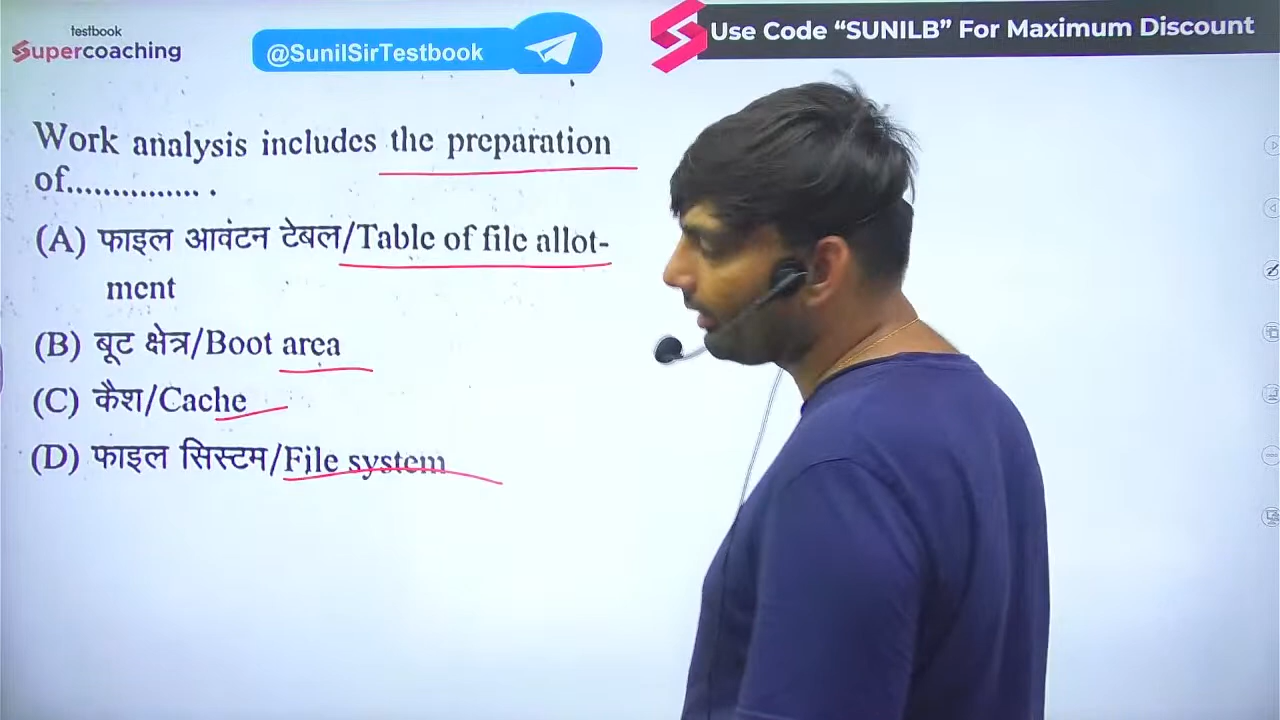 testbook
Supercoaching
@SunilSirTestbook
Use Code “SUNILB” For Maximum Discount
Work analysis includes the preparation
of............... .
(A) फाइल आवंटन टेबल/Table of file allot-
ment
(B) बूट क्षेत्र/Boot area
(C) कैश/Cache
(D) फाइल सिस्टम/File system